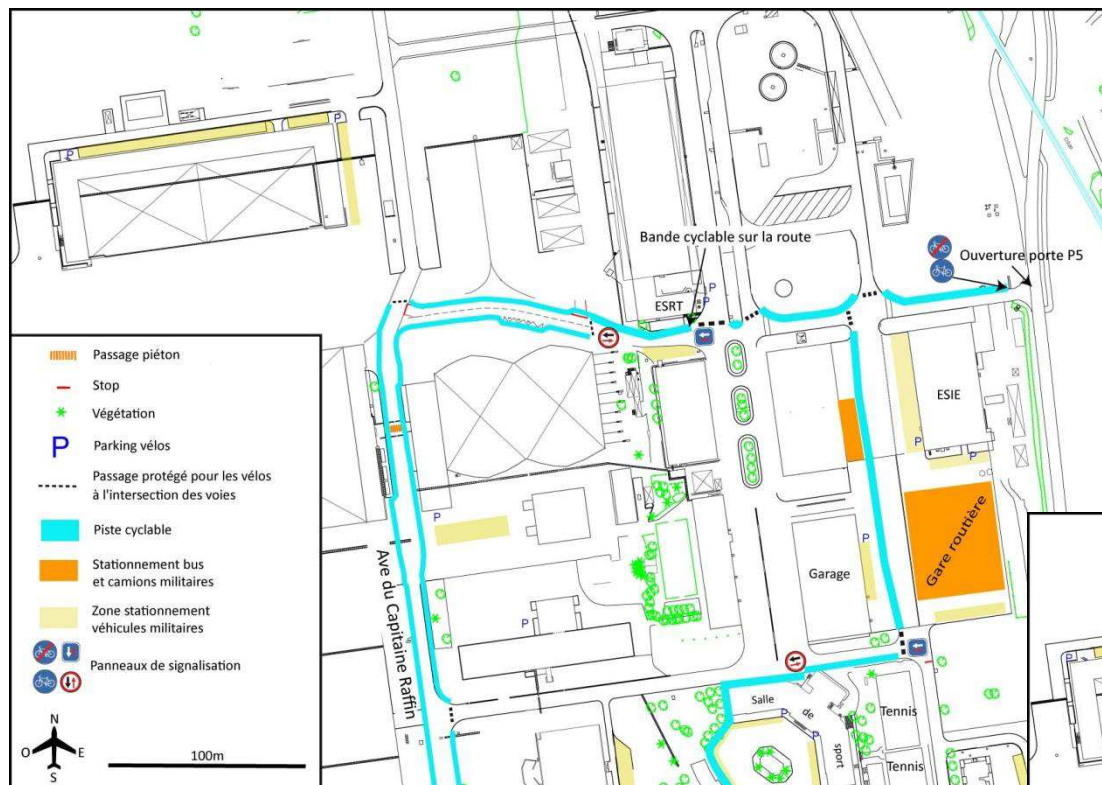 Bande cyclable sur la route
Ouverture porte P5
ESRT
P
P
P
P
ESIE
P
P
Gare routière
Garage
P
P
P
Ave du Capitaine Raffin
Salle
de
sport
P
P
Tennis
Tennis
P
Passage piéton
Stop
Végétation
P Parking vélos
Passage protégé pour les vélos
à l'intersection des voies
Piste cyclable
Stationnement bus
et camions militaires
Zone stationnement
véhicules militaires
Panneaux de signalisation
N
O E
S
100m